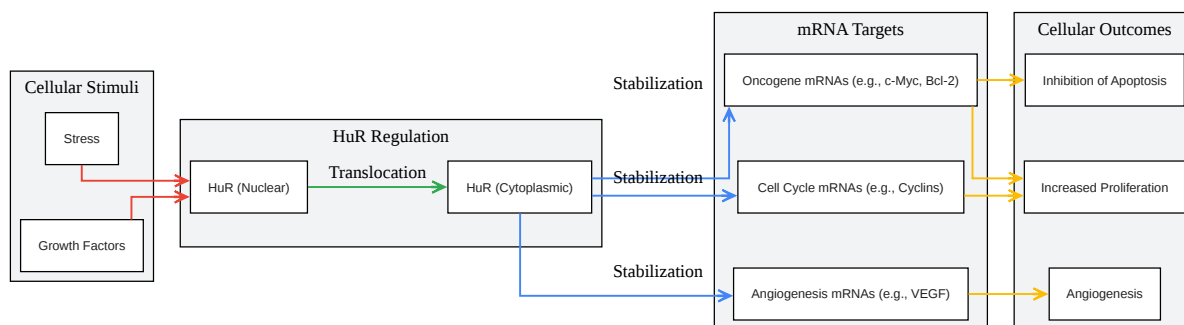 Cellular Stimuli
Stress
Growth Factors
HuR Regulation
HuR (Nuclear)
Translocation
HuR (Cytoplasmic)
Stabilization
Stabilization
Stabilization
mRNA Targets
Oncogene mRNAs (e.g., c-Myc, Bcl-2)
Cell Cycle mRNAs (e.g., Cyclins)
Angiogenesis mRNAs (e.g., VEGF)
Cellular Outcomes
Inhibition of Apoptosis
Increased Proliferation
Angiogenesis